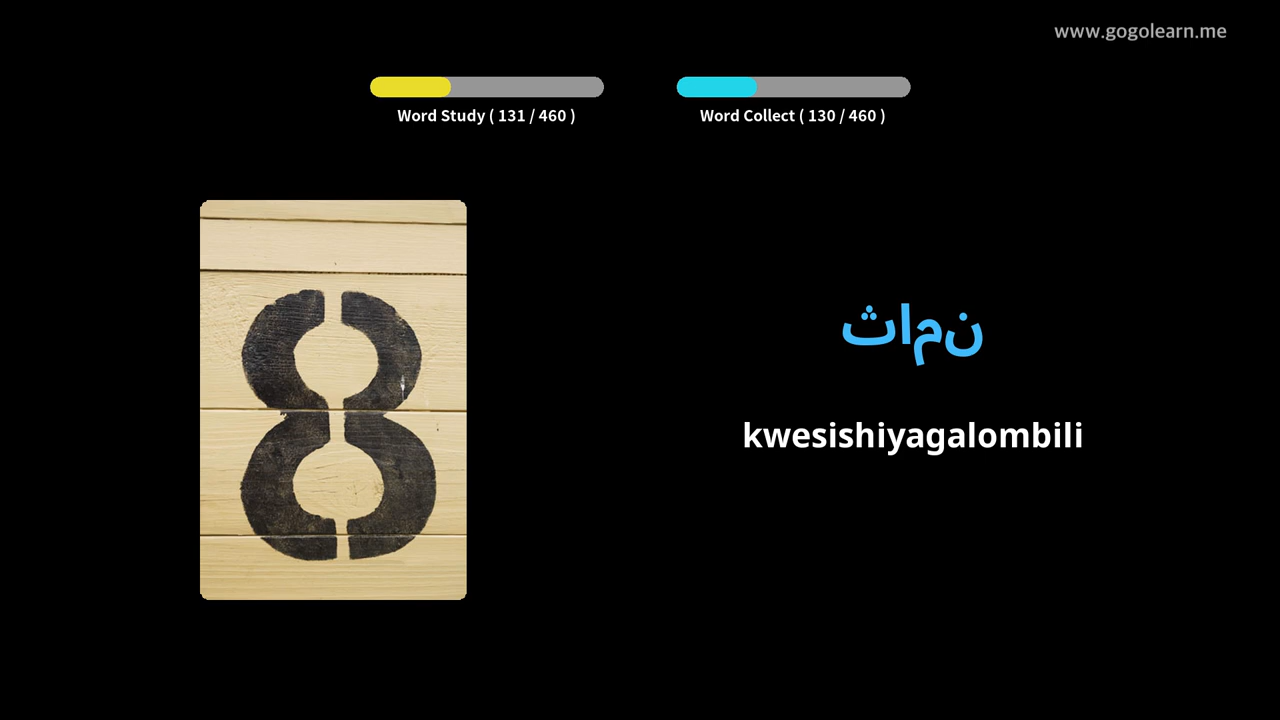 www.gogolearn.me
Word Study ( 131 / 460 )
Word Collect ( 130 / 460 )
8
ثامن
kwesishiyagalombili